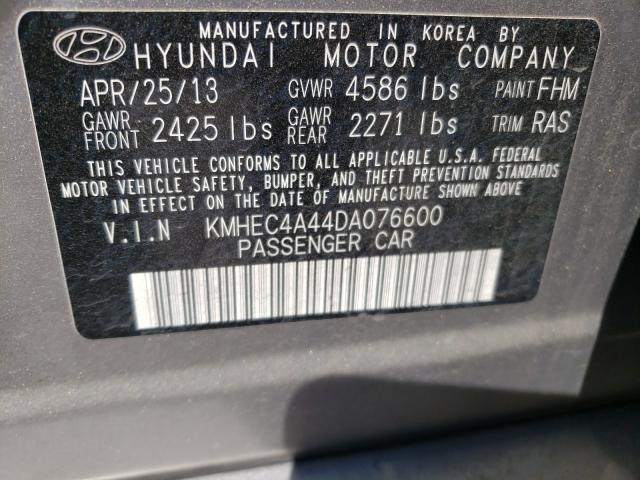 MANUFACTURED IN KOREA BY
HYUNDAI MOTOR COMPANY
APR/25/13 GVWR 4586 lbs PAINT FHM
GAWR FRONT 2425 lbs GAWR REAR 2271 lbs TRIM RAS
THIS VEHICLE CONFORMS TO ALL APPLICABLE U.S.A. FEDERAL
MOTOR VEHICLE SAFETY, BUMPER, AND THEFT PREVENTION STANDARDS
IN EFFECT ON THE DATE OF MANUFACTURE SHOWN ABOVE
V.I.N KMHEC4A44DA076600
PASSENGER CAR